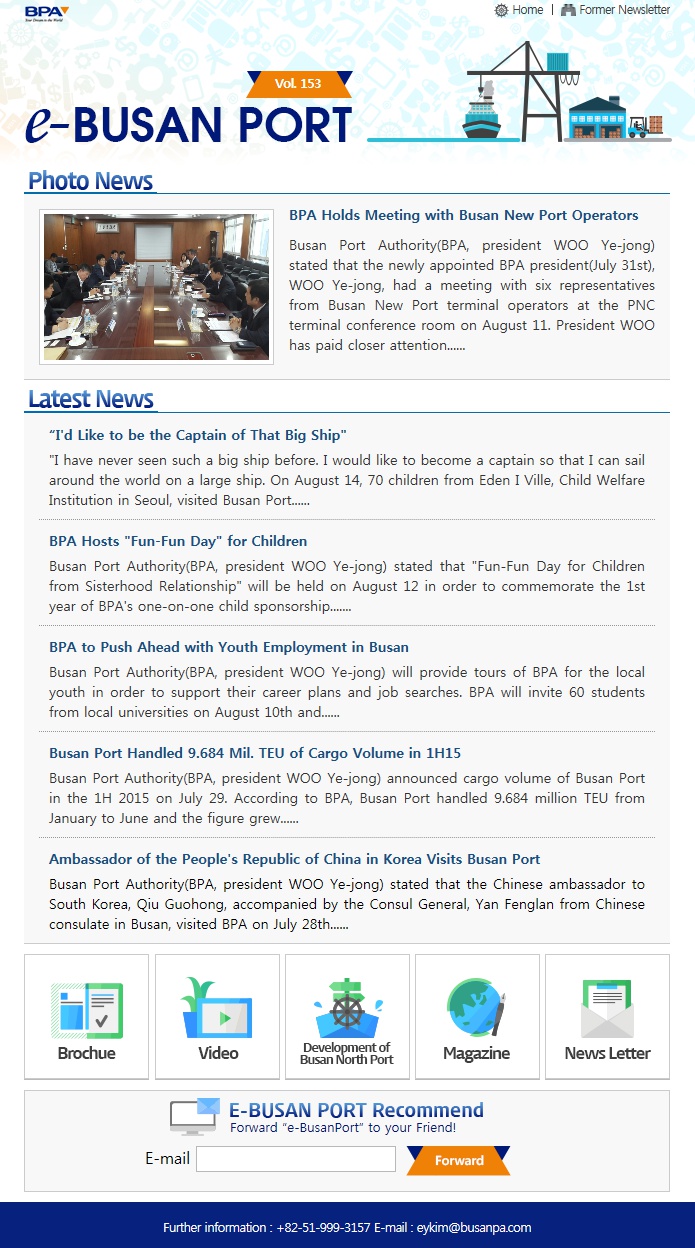 BPA
Home | Former Newsletter
Vol. 153
e-BUSAN PORT
Photo News
BPA Holds Meeting with Busan New Port Operators
Busan Port Authority(BPA, president WOO Ye-jong)
stated that the newly appointed BPA president(July 31st),
WOO Ye-jong, had a meeting with six representatives
from Busan New Port terminal operators at the PNC
terminal conference room on August 11. President WOO
has paid closer attention......
Latest News
“I'd Like to be the Captain of That Big Ship"
"I have never seen such a big ship before. I would like to become a captain so that I can sail
around the world on a large ship. On August 14, 70 children from Eden I Ville, Child Welfare
Institution in Seoul, visited Busan Port......
BPA Hosts "Fun-Fun Day" for Children
Busan Port Authority(BPA, president WOO Ye-jong) stated that "Fun-Fun Day for Children
from Sisterhood Relationship" will be held on August 12 in order to commemorate the 1st
year of BPA's one-on-one child sponsorship.......
BPA to Push Ahead with Youth Employment in Busan
Busan Port Authority(BPA, president WOO Ye-jong) will provide tours of BPA for the local
youth in order to support their career plans and job searches. BPA will invite 60 students
from local universities on August 10th and......
Busan Port Handled 9.684 Mil. TEU of Cargo Volume in 1H15
Busan Port Authority(BPA, president WOO Ye-jong) announced cargo volume of Busan Port
in the 1H 2015 on July 29. According to BPA, Busan Port handled 9.684 million TEU from
January to June and the figure grew......
Ambassador of the People's Republic of China in Korea Visits Busan Port
Busan Port Authority(BPA, president WOO Ye-jong) stated that the Chinese ambassador to
South Korea, Qiu Guohong, accompanied by the Consul General, Yan Fenglan from Chinese
consulate in Busan, visited BPA on July 28th......
Brochue
Video
Development of
Busan North Port
Magazine
News Letter
E-BUSAN PORT Recommend
Forward “e-BusanPort” to your Friend!
E-mail
Forward
Further information : +82-51-999-3157 E-mail : eykim@busanpa.com